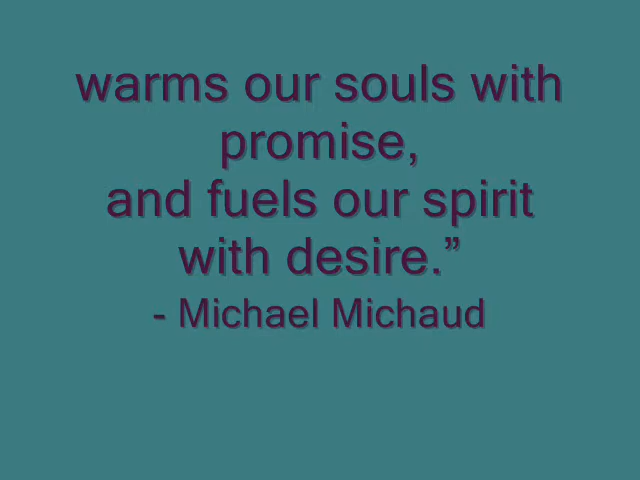 warms our souls with
promise,
and fuels our spirit
with desire.”
- Michael Michaud